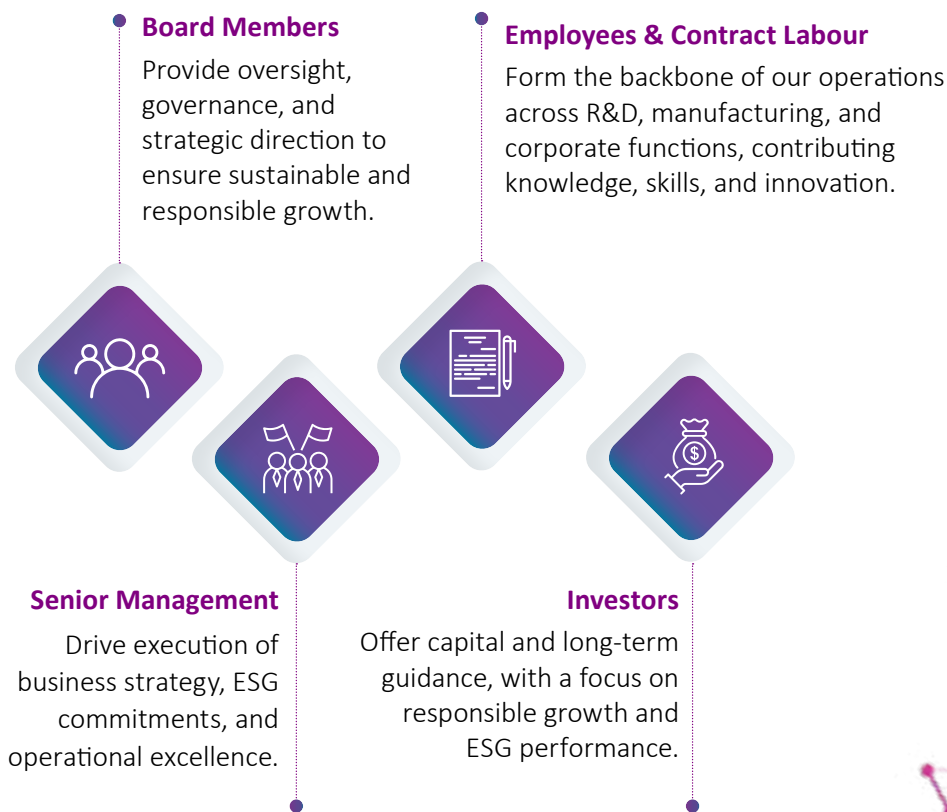 Board Members
Provide oversight,
governance, and
strategic direction to
ensure sustainable and
responsible growth.
Employees & Contract Labour
Form the backbone of our operations
across R&D, manufacturing, and
corporate functions, contributing
knowledge, skills, and innovation.
$
Senior Management
Drive execution of
business strategy, ESG
commitments, and
operational excellence.
Investors
Offer capital and long-term
guidance, with a focus on
responsible growth and
ESG performance.